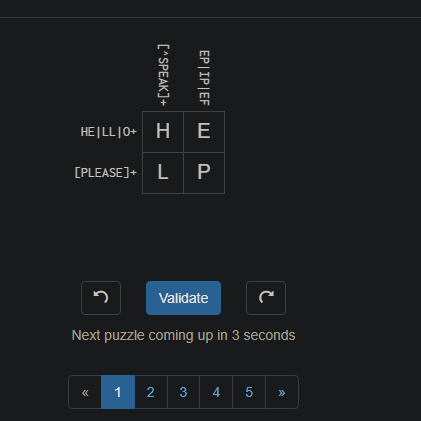 [^SPEAK]+
EP|IP|EF
HE|LL|O+ H E
[PLEASE]+ L P
Validate
Next puzzle coming up in 3 seconds
« 1 2 3 4 5 »